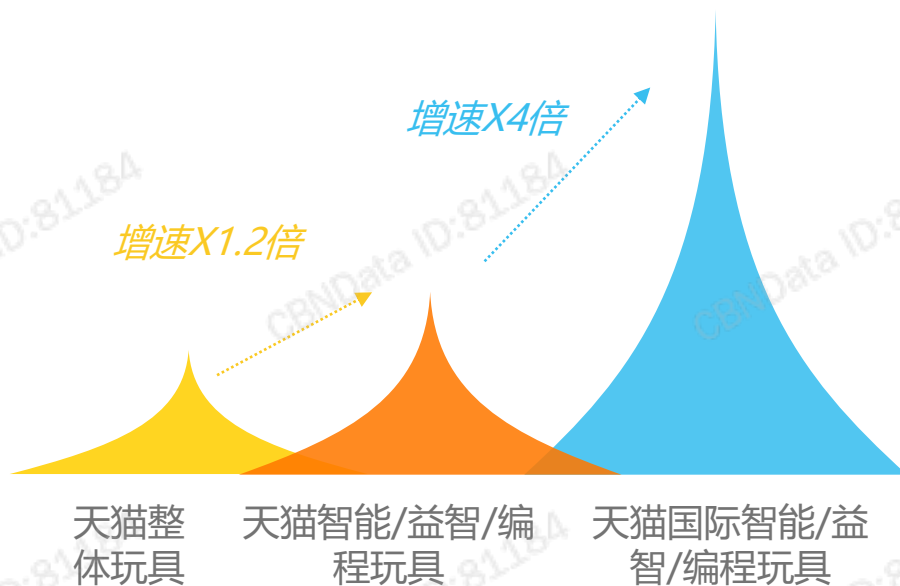 增速X4倍
增速X1.2倍
天猫整
体玩具
天猫智能/益智/编
程玩具
天猫国际智能/益
智/编程玩具
CBNData ID:81184
CBNData ID:8
D:81184